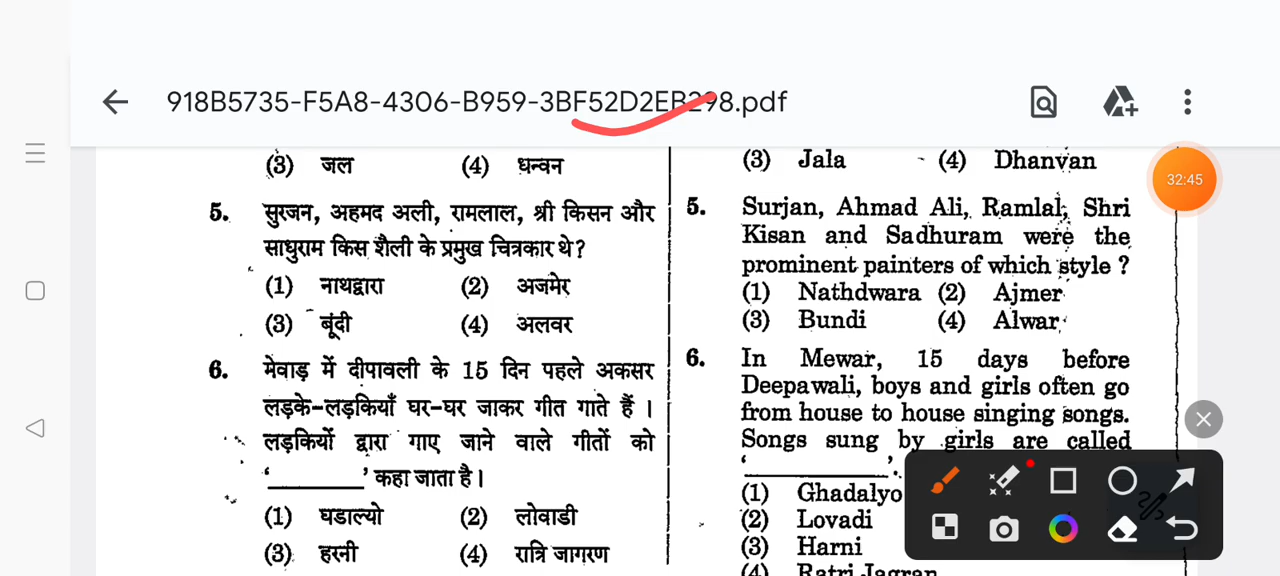 918B5735-F5A8-4306-B959-3BF52D2EB298.pdf
32:45
(3) जल (4) धन्वन
5. सुरजन, अहमद अली, रामलाल, श्री किसन और
साधुराम किस शैली के प्रमुख चित्रकार थे?
(1) नाथद्वारा (2) अजमेर
(3) बूंदी (4) अलवर
6. मेवाड़ में दीपावली के 15 दिन पहले अकसर
लड़के-लड़कियाँ घर-घर जाकर गीत गाते हैं ।
लड़कियों द्वारा गाए जाने वाले गीतों को
‘________’ कहा जाता है।
(1) घडाल्यो (2) लोवाडी
(3) हरनी (4) रात्रि जागरण
(3) Jala (4) Dhanvan
5. Surjan, Ahmad Ali, Ramlal, Shri
Kisan and Sadhuram were the
prominent painters of which style ?
(1) Nathdwara (2) Ajmer
(3) Bundi (4) Alwar
6. In Mewar, 15 days before
Deepawali, boys and girls often go
from house to house singing songs.
Songs sung by girls are called
‘____________’.
(1) Ghadalyo
(2) Lovadi
(3) Harni
(4) Ratri Jagran